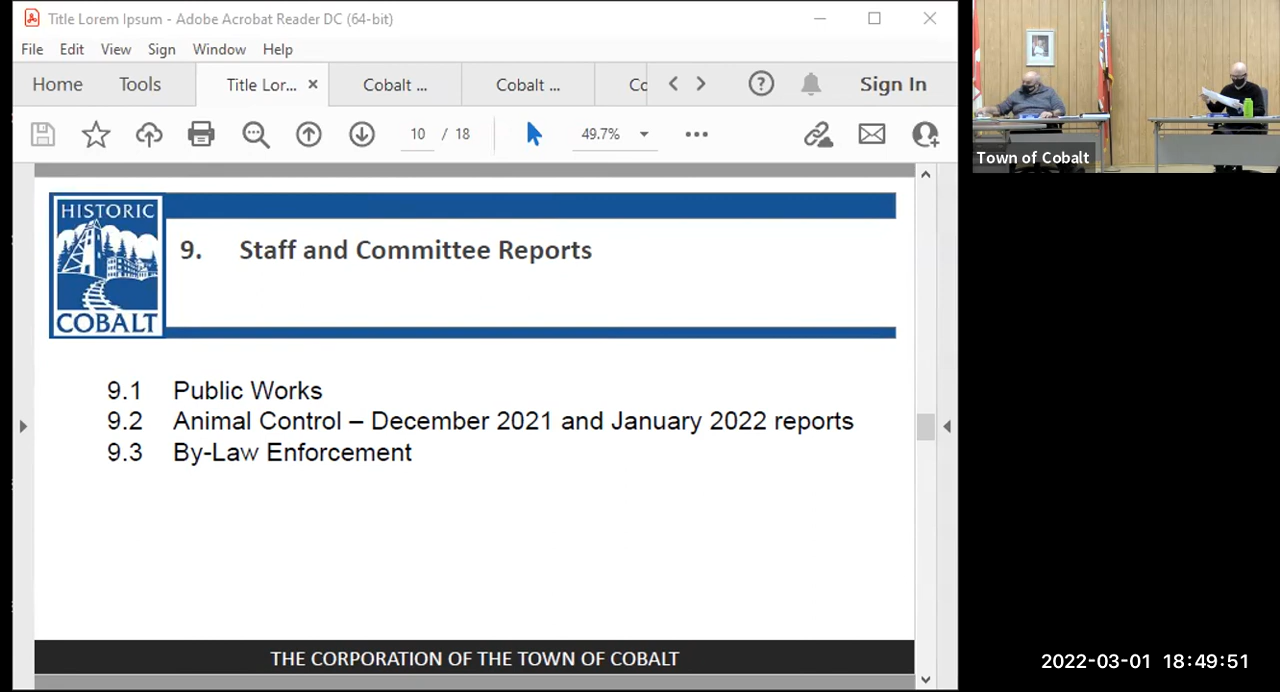 Title Lorem Ipsum - Adobe Acrobat Reader DC (64-bit)
File Edit View Sign Window Help
Home Tools Title Lor... Cobalt ... Cobalt ... Co Sign In
10 / 18 49.7%
HISTORIC
COBALT
9. Staff and Committee Reports
9.1 Public Works
9.2 Animal Control – December 2021 and January 2022 reports
9.3 By-Law Enforcement
THE CORPORATION OF THE TOWN OF COBALT
Town of Cobalt
2022-03-01 18:49:51